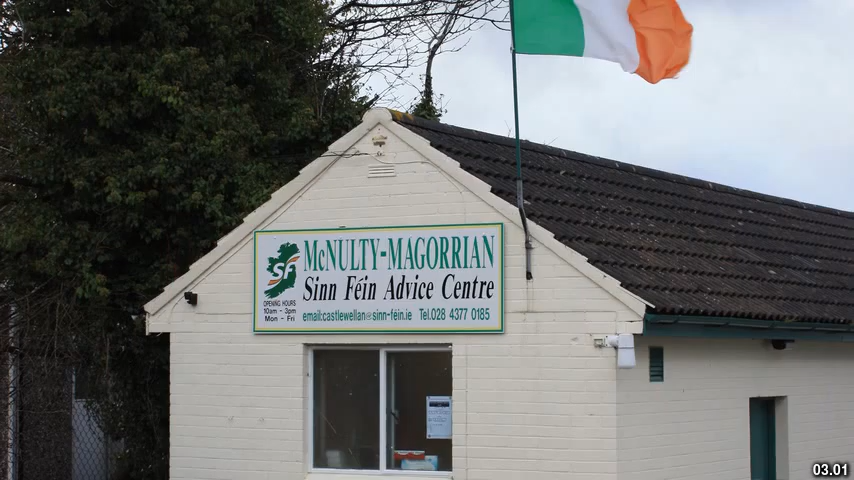 McNULTY-MAGORRIAN
SF
Sinn Féin Advice Centre
OPENING HOURS
10am - 3pm
Mon - Fri
email:castlewellan@sinn-féin.ie Tel.028 4377 0185
03.01